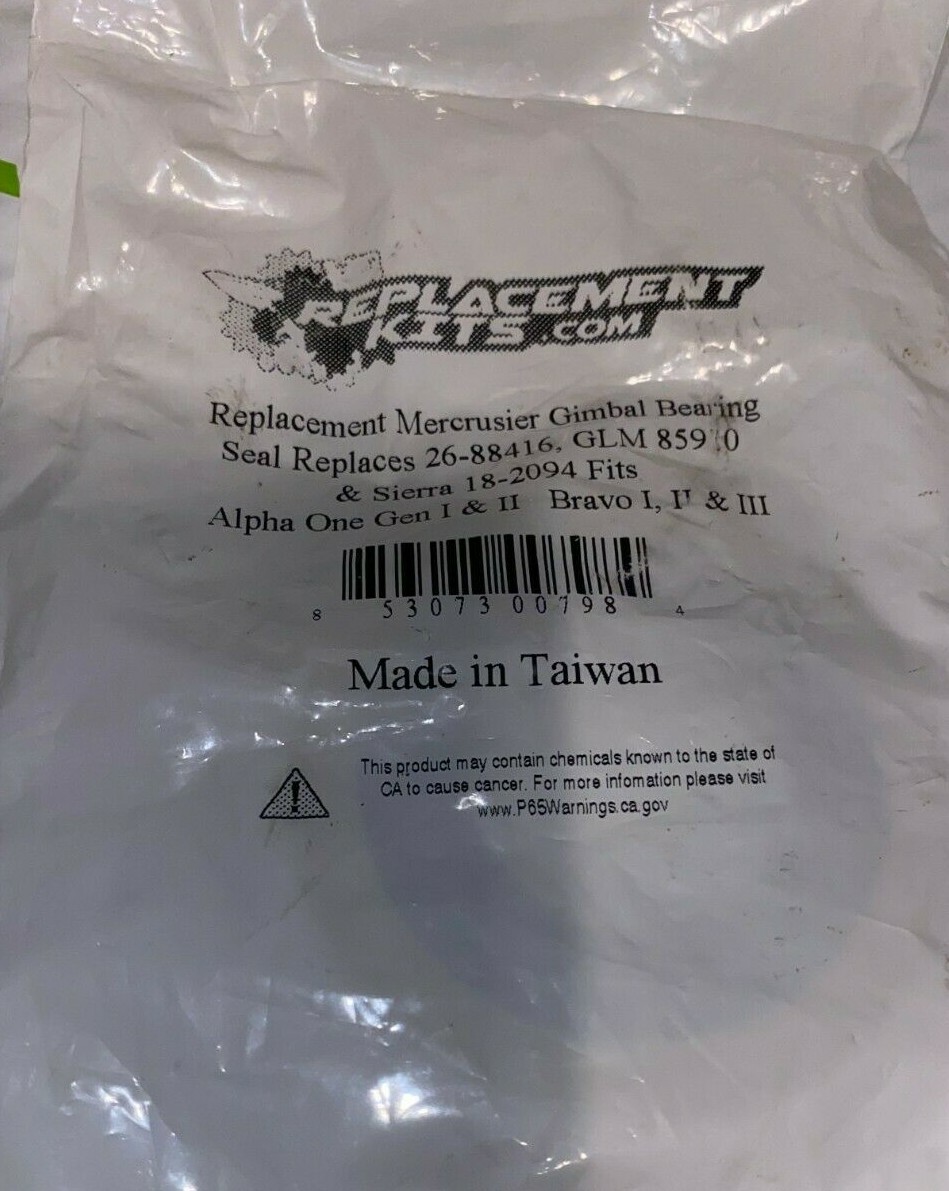 REPLACEMENT
KITS.COM
Replacement Mercrusier Gimbal Bearing
Seal Replaces 26-88416, GLM
& Sierra 18-2094 Fits
Alpha One Gen I & II Bravo I, II & III
8 53073 00798 4
Made in Taiwan
This product may contain chemicals known to the state of
CA to cause cancer. For more infomation please visit
www.P65Warnings.ca.gov